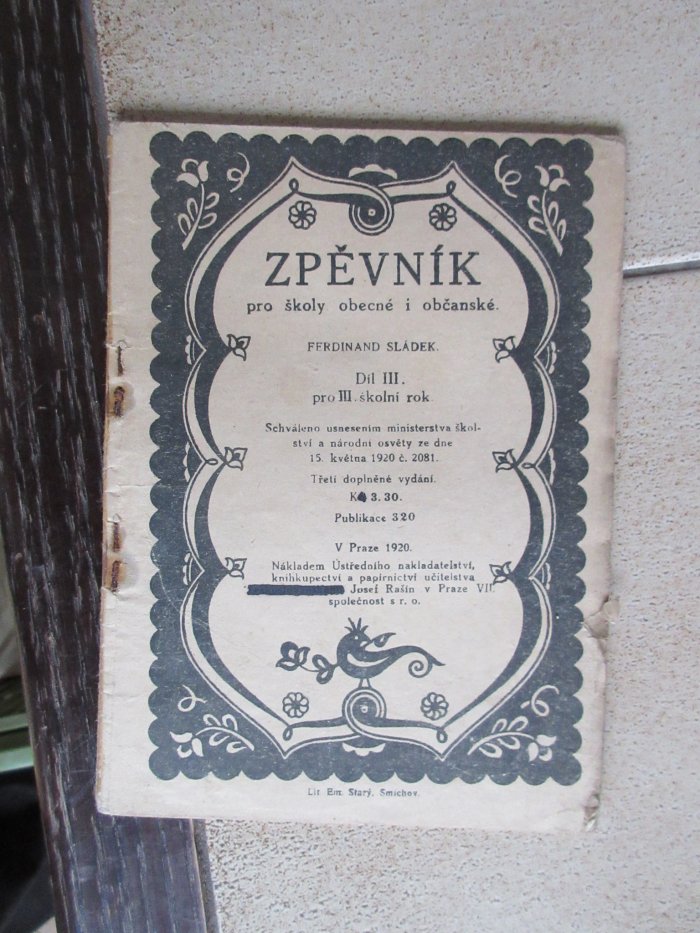 ZPĚVNÍK
pro školy obecné i občanské.
FERDINAND SLÁDEK.
Díl III.
pro III. školní rok
Schváleno usnesením ministerstva škol-
ství a národní osvěty ze dne
15. května 1920 č. 2081.
Třetí doplněné vydání.
K 3.30.
Publikace 320
V Praze 1920.
Nákladem Ústředního nakladatelství,
knihkupectví a papírnictví učitelstva
Josef Rašín v Praze VII.
společnost s r. o.
Lit. Em. Starý, Smíchov.